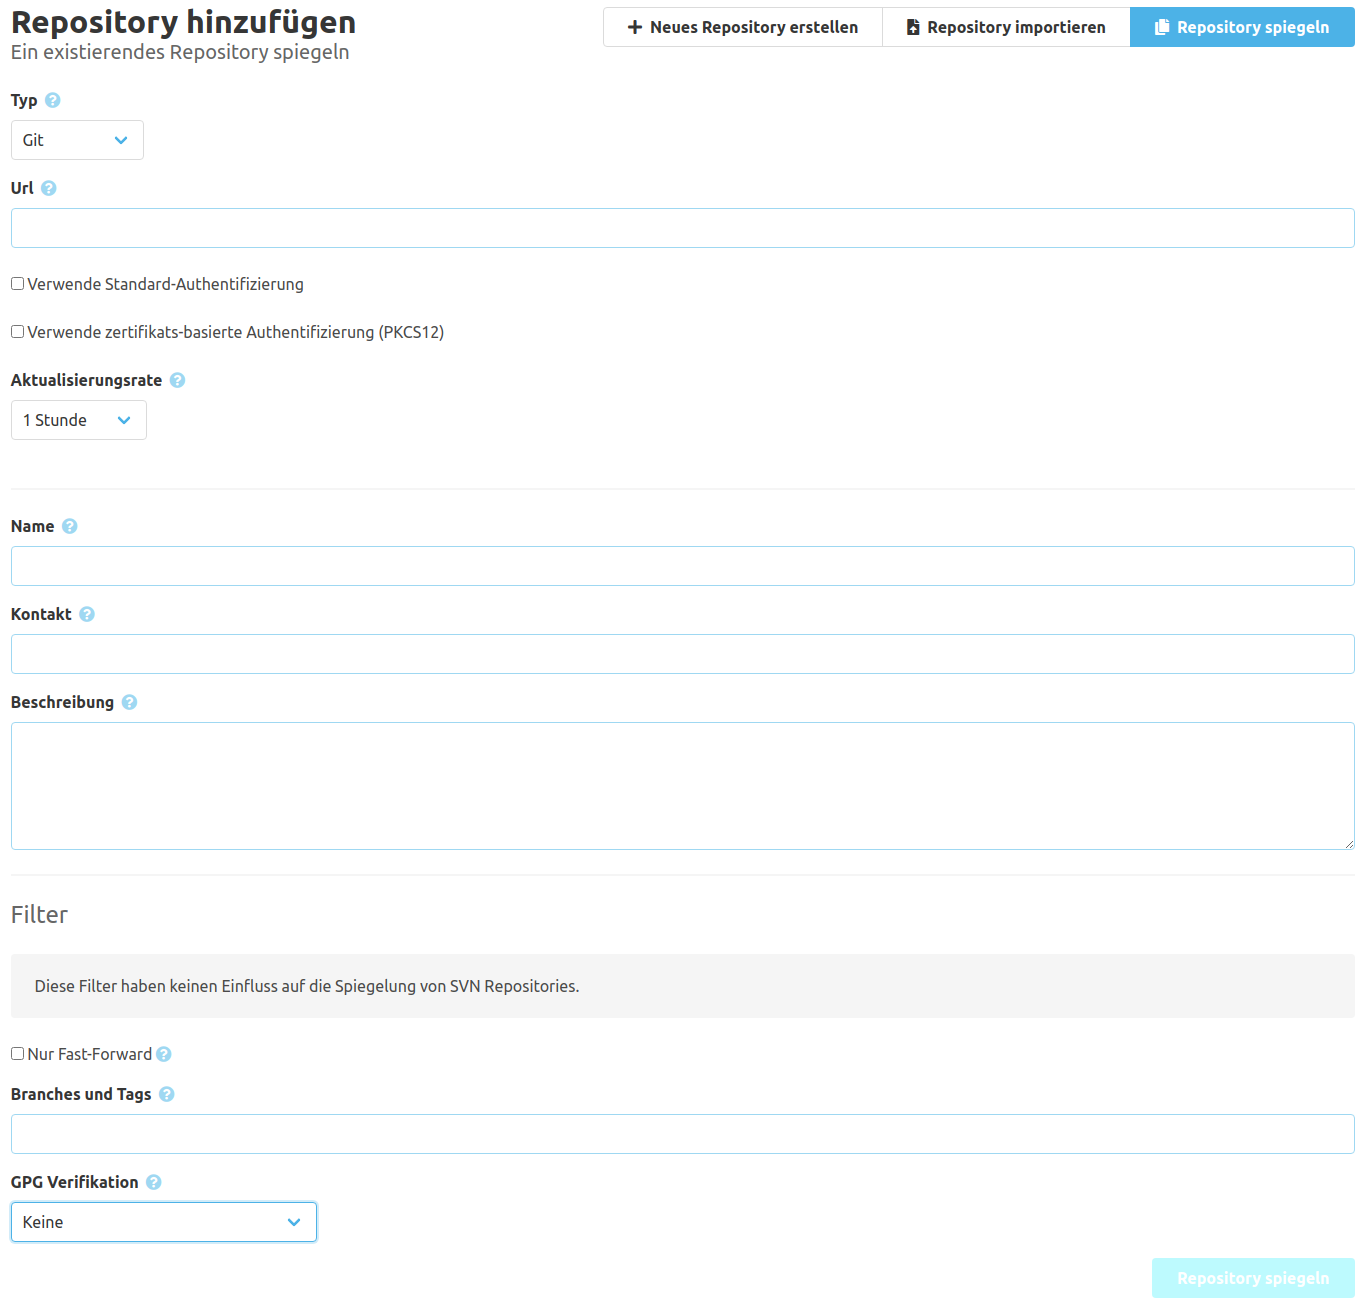 Repository hinzufügen
Ein existierendes Repository spiegeln
Neues Repository erstellen
Repository importieren
Repository spiegeln
Typ
Git
Url
Verwende Standard-Authentifizierung
Verwende zertifikats-basierte Authentifizierung (PKCS12)
Aktualisierungsrate
1 Stunde
Name
Kontakt
Beschreibung
Filter
Diese Filter haben keinen Einfluss auf die Spiegelung von SVN Repositories.
Nur Fast-Forward
Branches und Tags
GPG Verifikation
Keine
Repository spiegeln